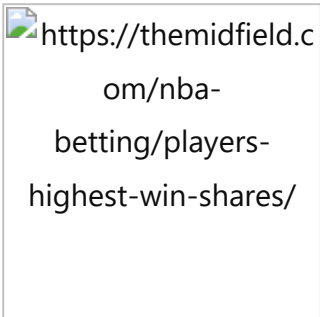 https://themidfield.c
om/nba-
betting/players-
highest-win-shares/